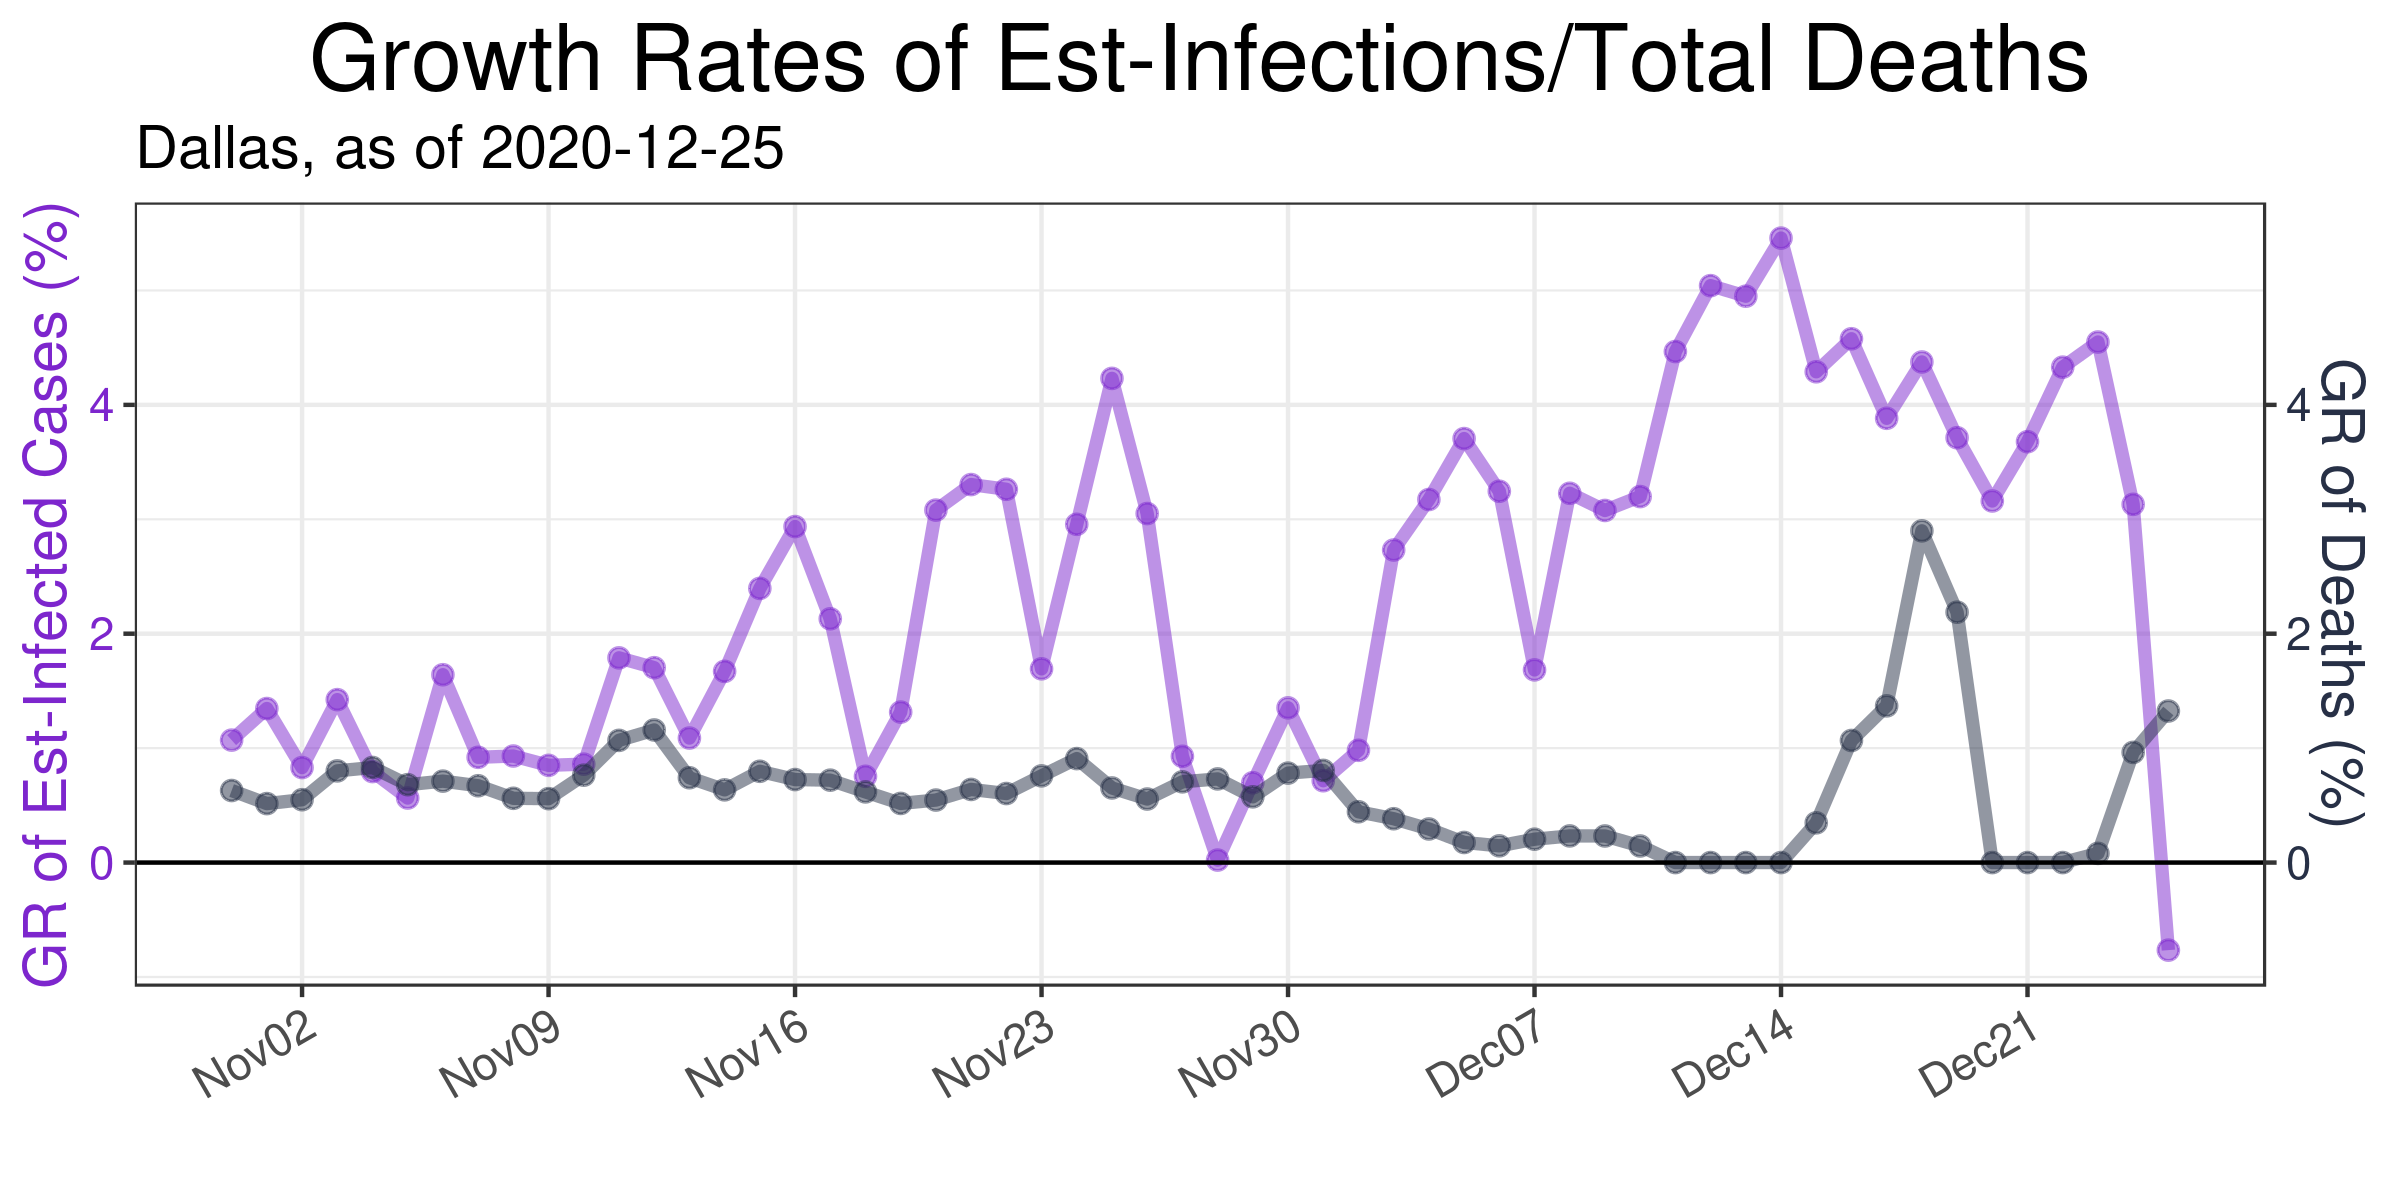 Growth Rates of Est-Infections/Total Deaths
Dallas, as of 2020-12-25
GR of Est-Infected Cases (%)
4
2
0
4
2
0
GR of Deaths (%)
Nov02
Nov09
Nov16
Nov23
Nov30
Dec07
Dec14
Dec21